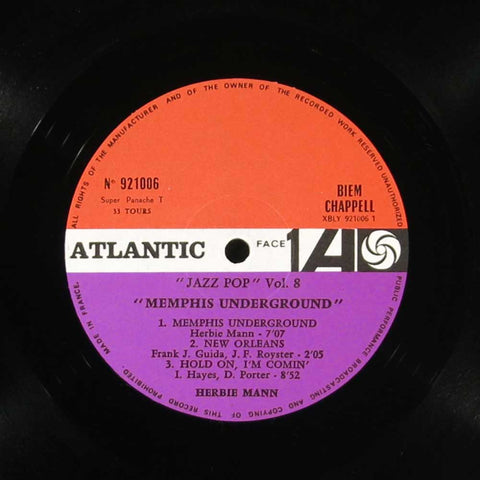 ALL RIGHTS OF THE MANUFACTURER AND OF THE OWNER OF THE RECORDED WORK RESERVED UNAUTHORIZED
PUBLIC PERFORMANCE BROADCASTING AND COPYING OF THIS RECORD PROHIBITED. MADE IN FRANCE.
N° 921006
Super Panache T
33 TOURS
BIEM
CHAPPELL
XBLY 921006 1
ATLANTIC
FACE 1
A
"JAZZ POP" Vol. 8
"MEMPHIS UNDERGROUND"
1. MEMPHIS UNDERGROUND
Herbie Mann - 7'07
2. NEW ORLEANS
Frank J. Guida, J. F. Royster - 2'05
3. HOLD ON, I'M COMIN'
I. Hayes, D. Porter - 8'52
HERBIE MANN